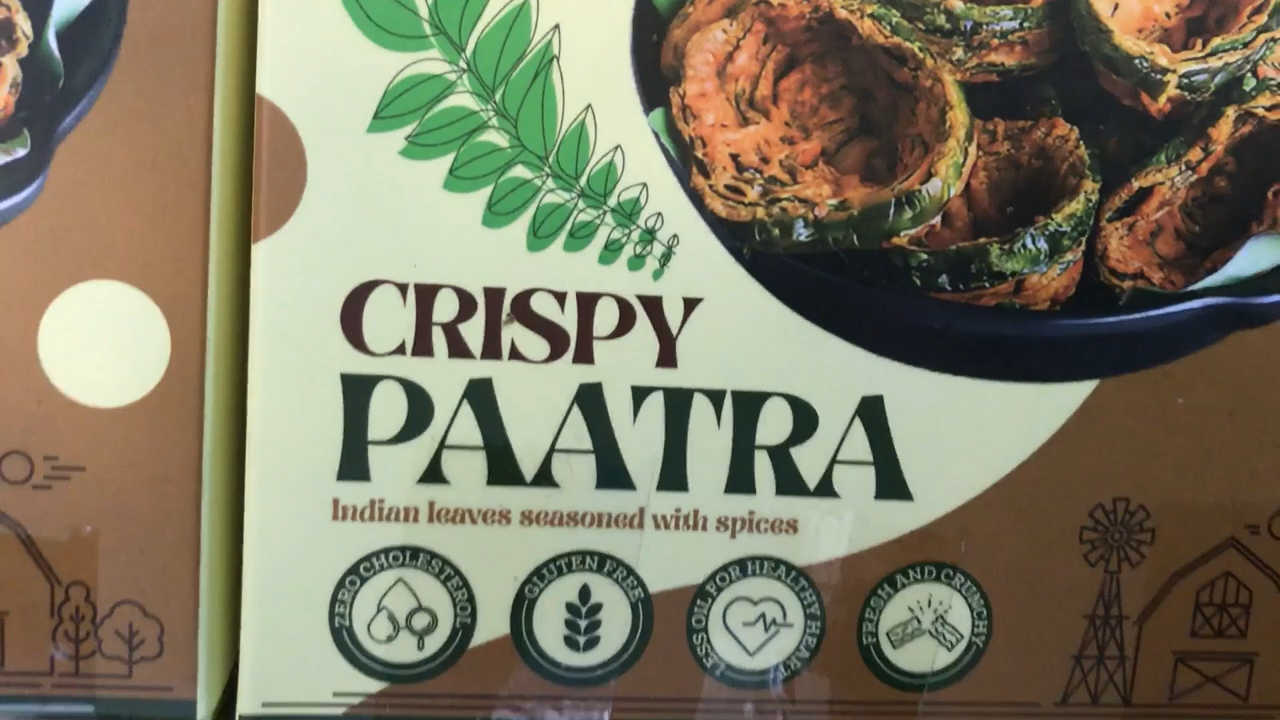 CRISPY
PAATRA
Indian leaves seasoned with spices
ZERO CHOLESTEROL
GLUTEN FREE
LESS OIL FOR HEALTHY HEART
FRESH AND CRUNCHY